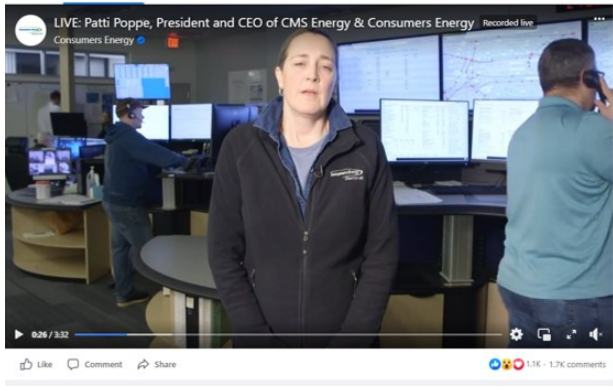 LIVE: Patti Poppe, President and CEO of CMS Energy & Consumers Energy Recorded live
Consumers Energy
0:26 / 3:32
Like Comment Share 1.1K · 1.7K comments